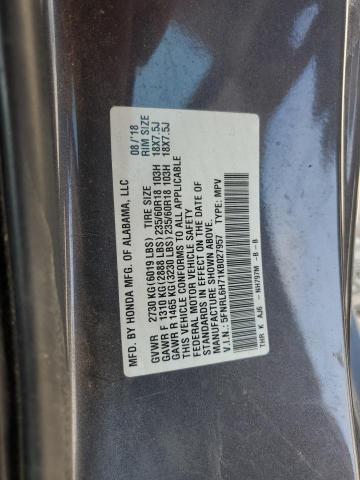 MFD. BY HONDA MFG. OF ALABAMA, LLC 08/'18
GVWR 2730 KG (6019 LBS) TIRE SIZE RIM SIZE
GAWR F 1310 KG (2888 LBS) 235/60R18 103H 18X7.5J
GAWR R 1465 KG (3230 LBS) 235/60R18 103H 18X7.5J
THIS VEHICLE CONFORMS TO ALL APPLICABLE
FEDERAL MOTOR VEHICLE SAFETY
STANDARDS IN EFFECT ON THE DATE OF
MANUFACTURE SHOWN ABOVE.
V.I.N.: 5FNRL6H71KB027957 TYPE: MPV
THR K AJ6 - NH797M -B -B